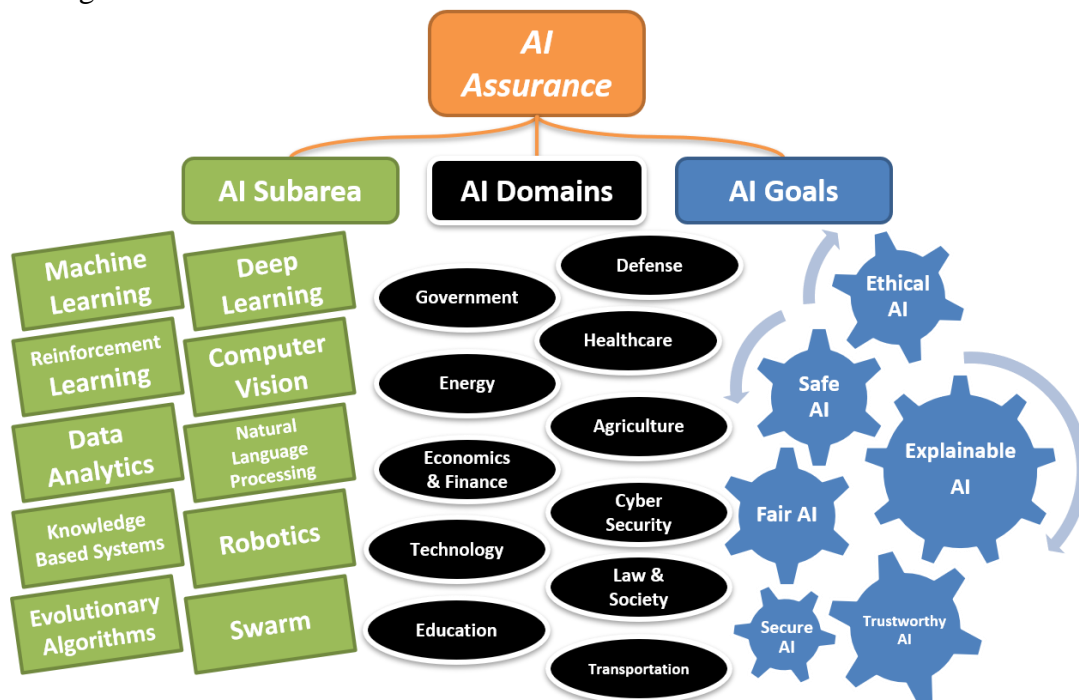 AI
Assurance
AI Subarea
AI Domains
AI Goals
Machine
Learning
Deep
Learning
Reinforcement
Learning
Computer
Vision
Data
Analytics
Natural
Language
Processing
Knowledge
Based Systems
Robotics
Evolutionary
Algorithms
Swarm
Defense
Government
Healthcare
Energy
Agriculture
Economics
& Finance
Cyber
Security
Technology
Law &
Society
Education
Transportation
Ethical
AI
Safe
AI
Explainable
AI
Fair AI
Secure
AI
Trustworthy
AI